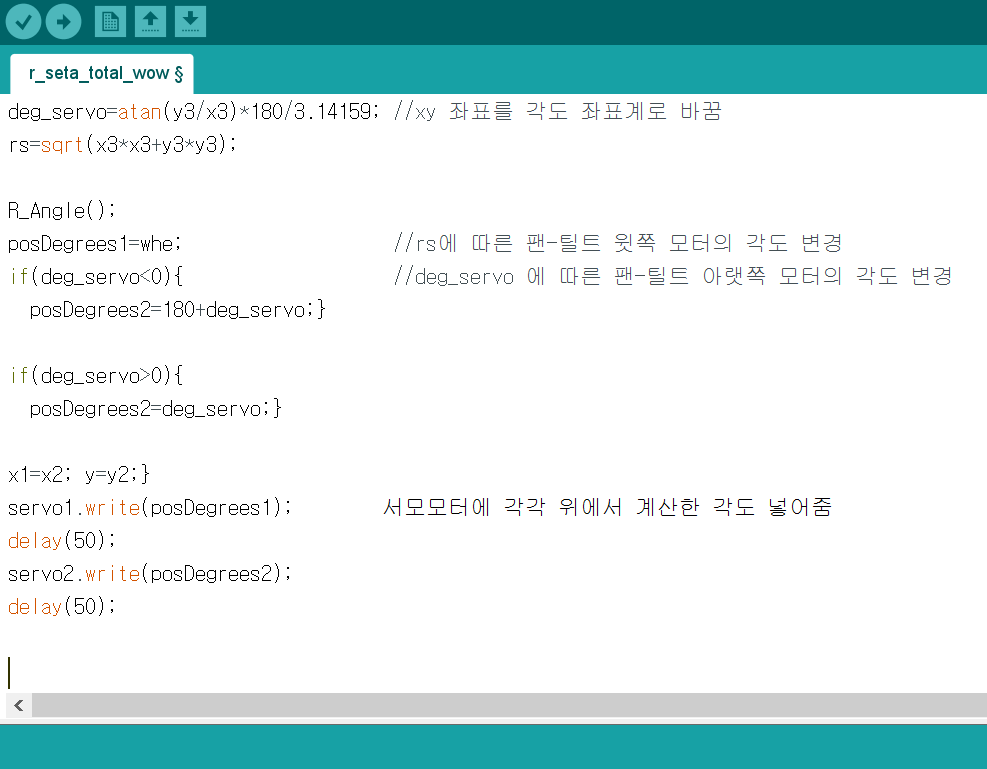 r_seta_total_wow §
deg_servo=atan(y3/x3)*180/3.14159; //xy 좌표를 각도 좌표계로 바꿈
rs=sqrt(x3*x3+y3*y3);
R_Angle();
posDegrees1=whe; //rs에 따른 팬-틸트 윗쪽 모터의 각도 변경
if(deg_servo<0){ //deg_servo 에 따른 팬-틸트 아랫쪽 모터의 각도 변경
posDegrees2=180+deg_servo;}
if(deg_servo>0){
posDegrees2=deg_servo;}
x1=x2; y=y2;}
servo1.write(posDegrees1); 서모모터에 각각 위에서 계산한 각도 넣어줌
delay(50);
servo2.write(posDegrees2);
delay(50);